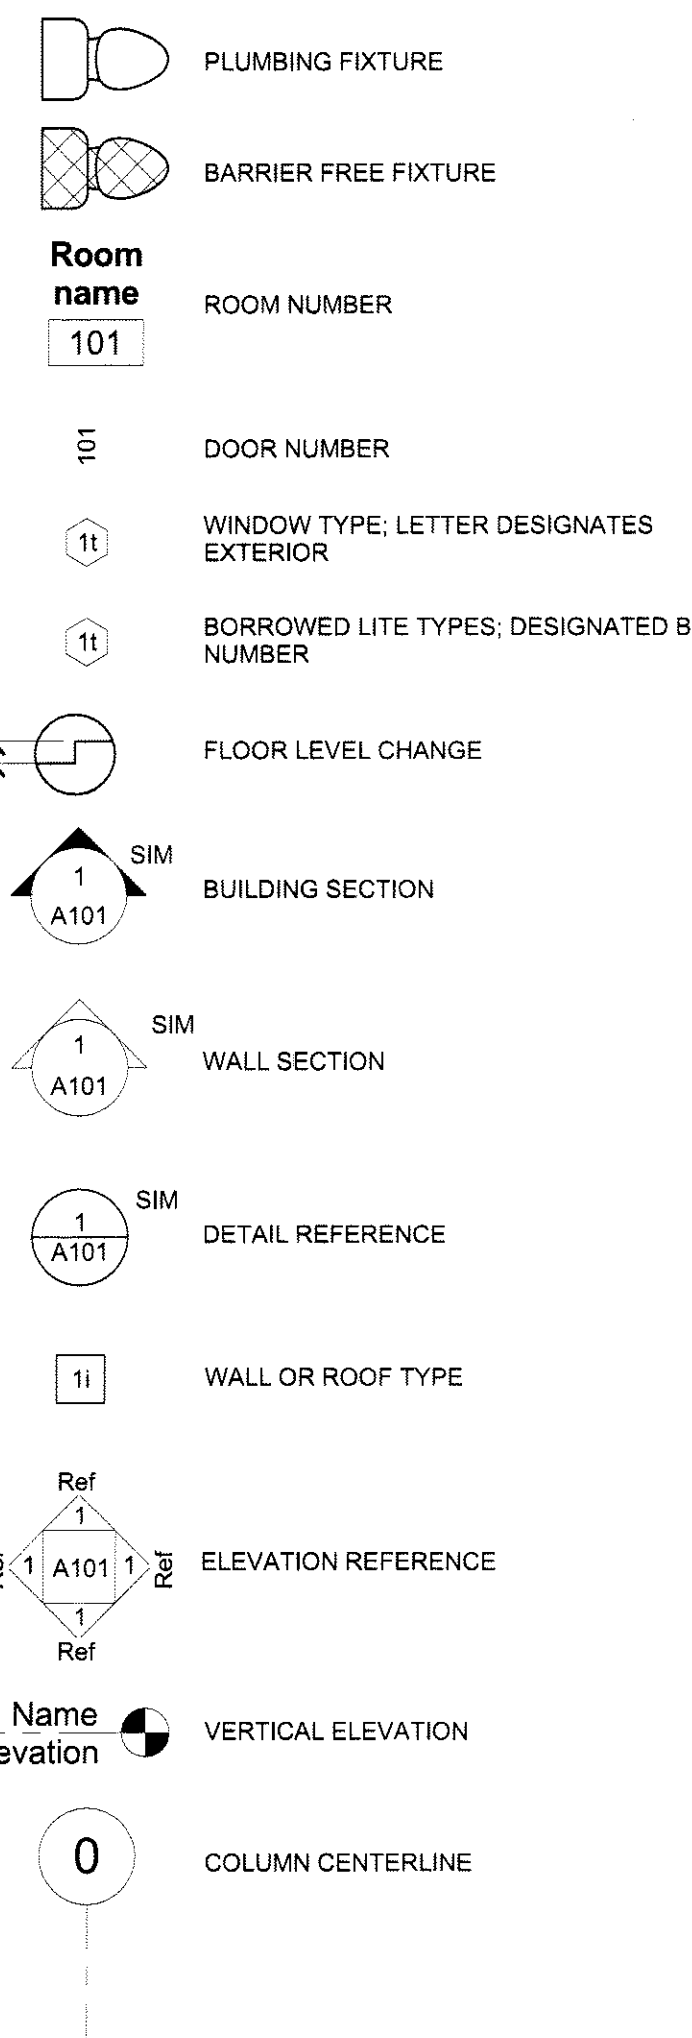 PLUMBING FIXTURE
BARRIER FREE FIXTURE
Room
name
101
ROOM NUMBER
101
DOOR NUMBER
1t
WINDOW TYPE; LETTER DESIGNATES
EXTERIOR
1t
BORROWED LITE TYPES; DESIGNATED B
NUMBER
FLOOR LEVEL CHANGE
SIM
1
A101
BUILDING SECTION
SIM
1
A101
WALL SECTION
SIM
1
A101
DETAIL REFERENCE
1i
WALL OR ROOF TYPE
Ref
1
1 A101 1 Ref
1
Ref
ELEVATION REFERENCE
Name
evation
VERTICAL ELEVATION
0
COLUMN CENTERLINE